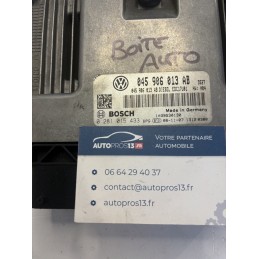 BOITE
AUTO
045 906 013 AB
BOSCH
Made in Germany
0 281 015 433
AUTOPROS13
VOTRE PARTENAIRE
AUTOMOBILE
06 64 29 40 37
contact@autopros13.fr
autopros13.fr